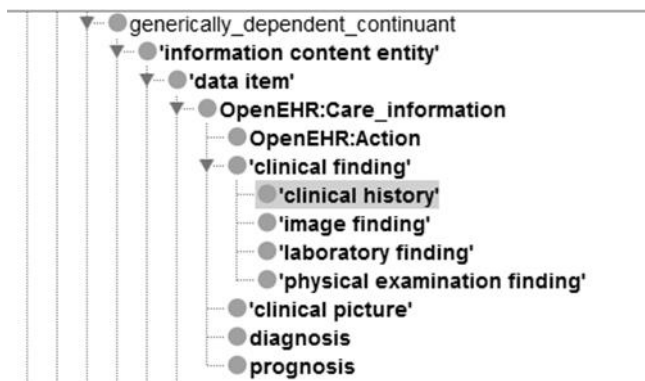 generically_dependent_continuant
'information content entity'
'data item'
OpenEHR:Care_information
OpenEHR:Action
'clinical finding'
'clinical history'
'image finding'
'laboratory finding'
'physical examination finding'
'clinical picture'
diagnosis
prognosis